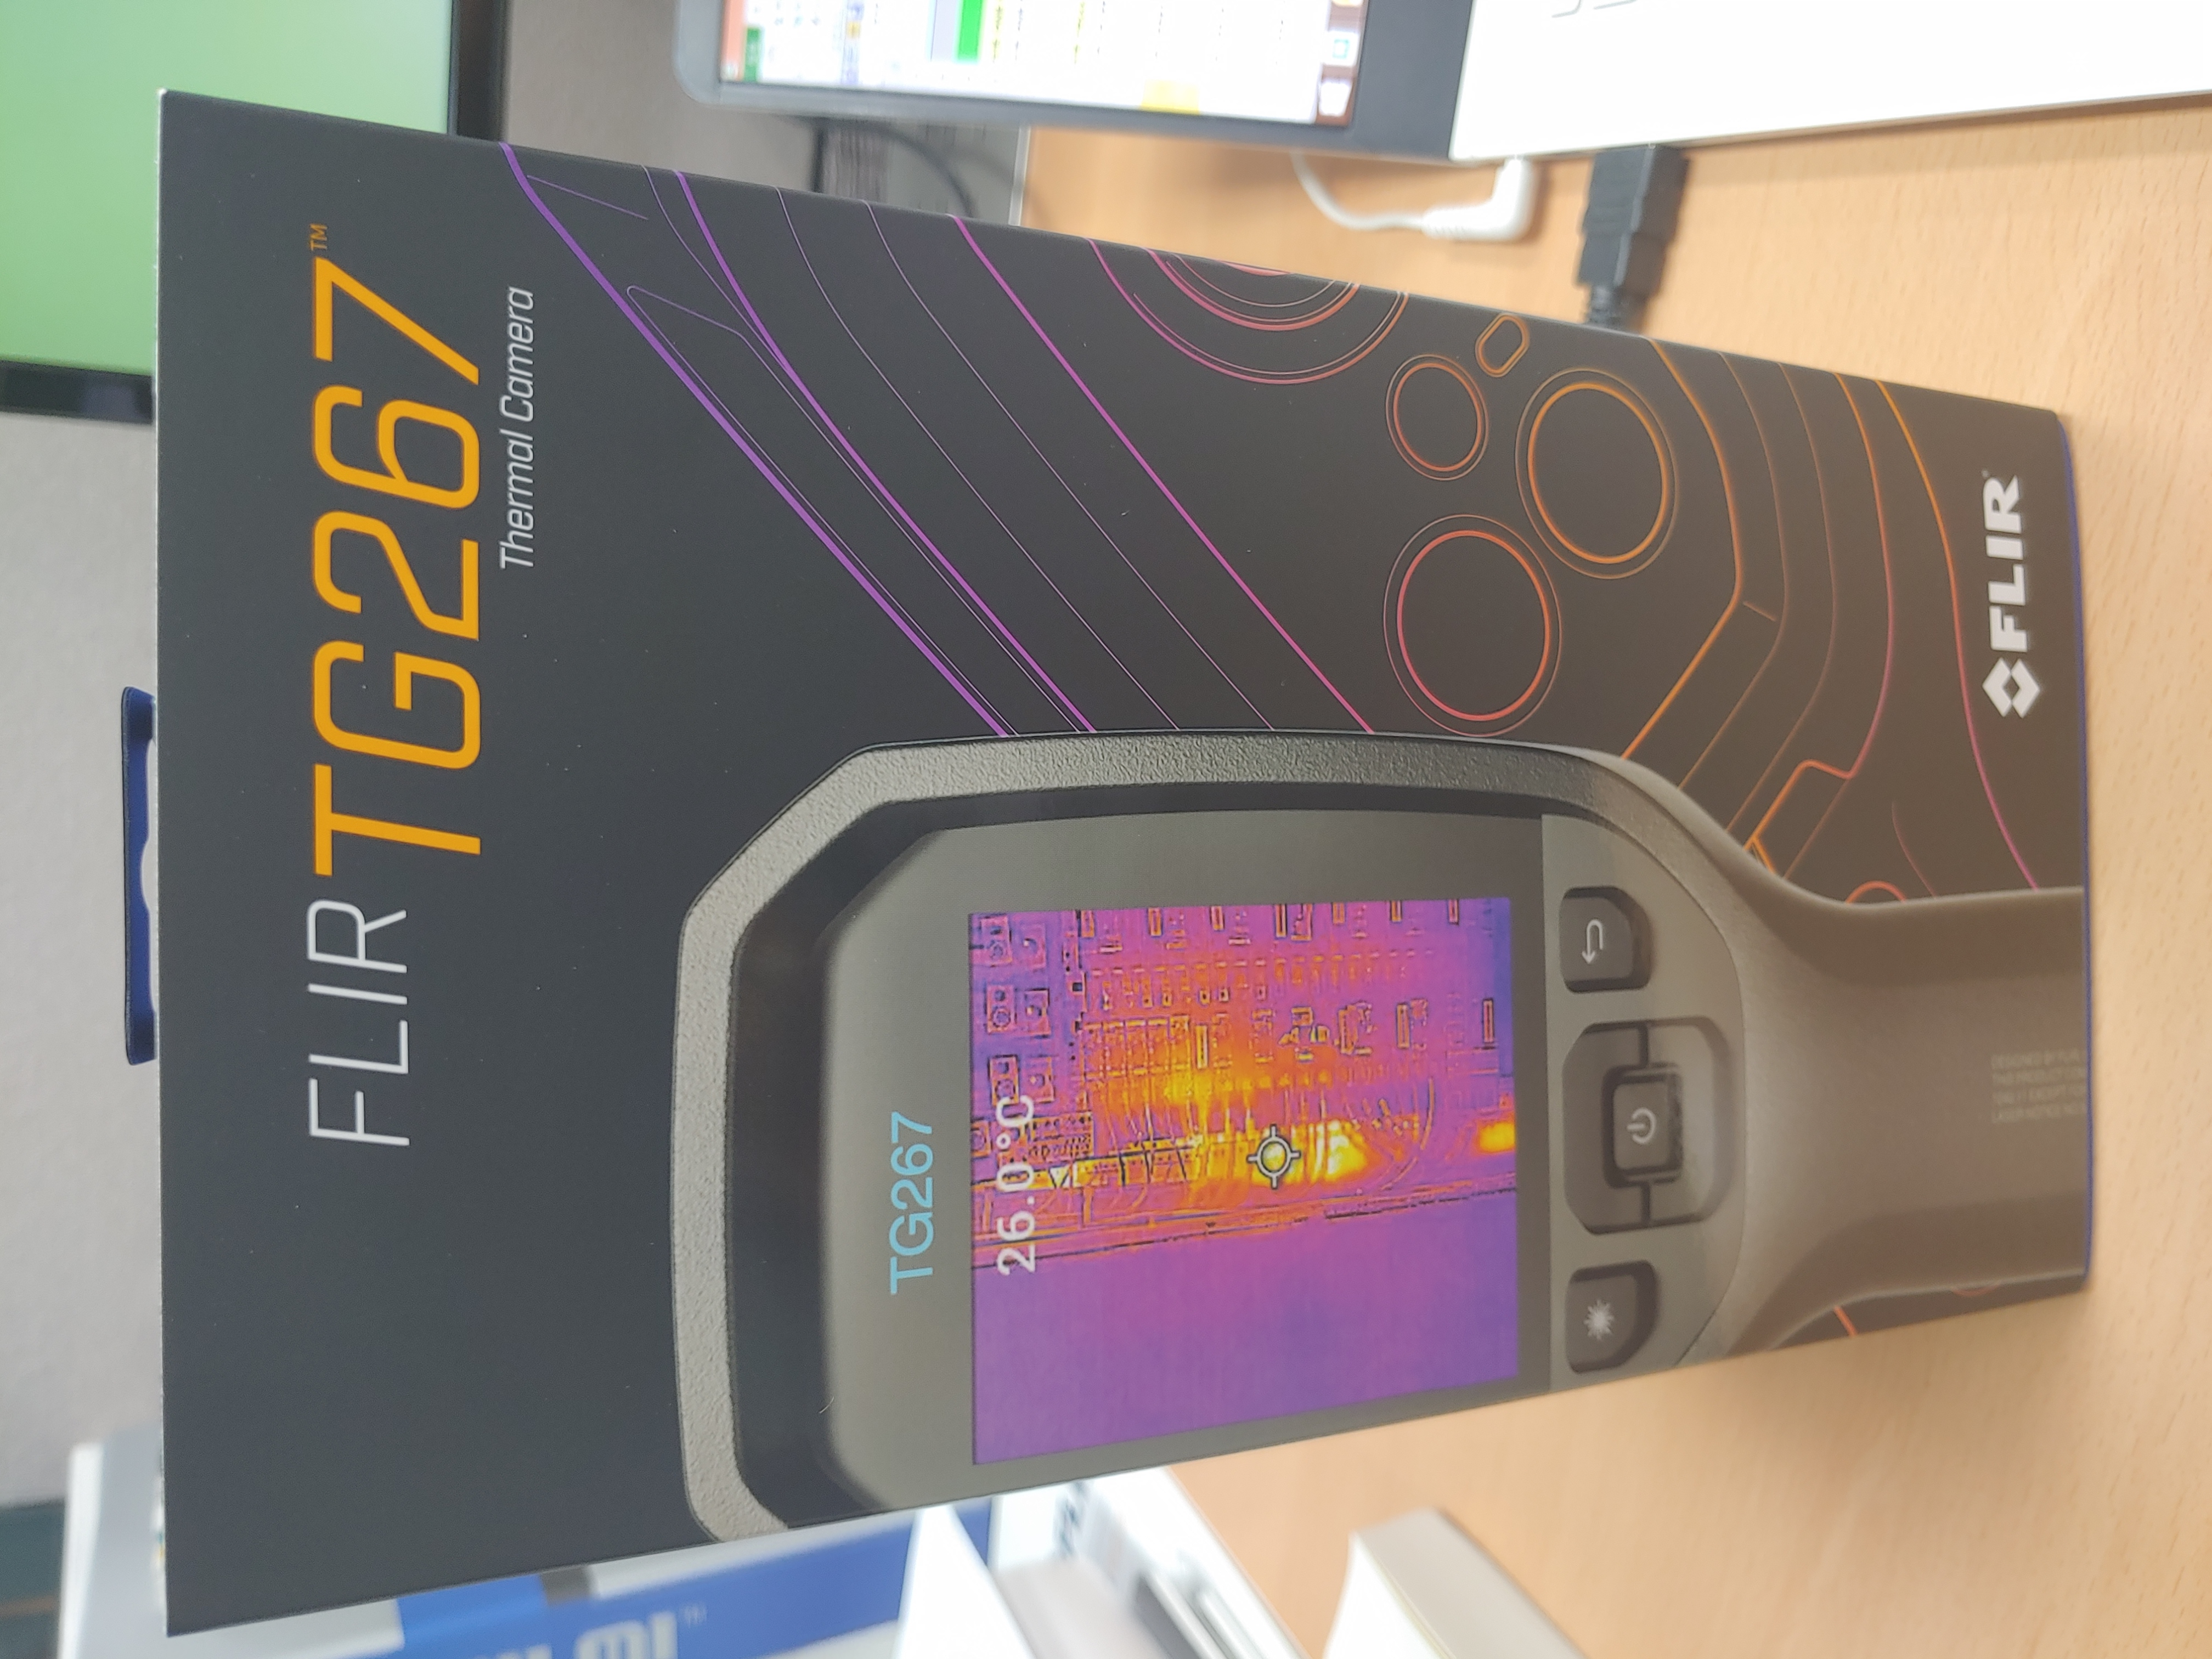 FLIR TG267™
Thermal Camera
TG267
26.0 °C
FLIR